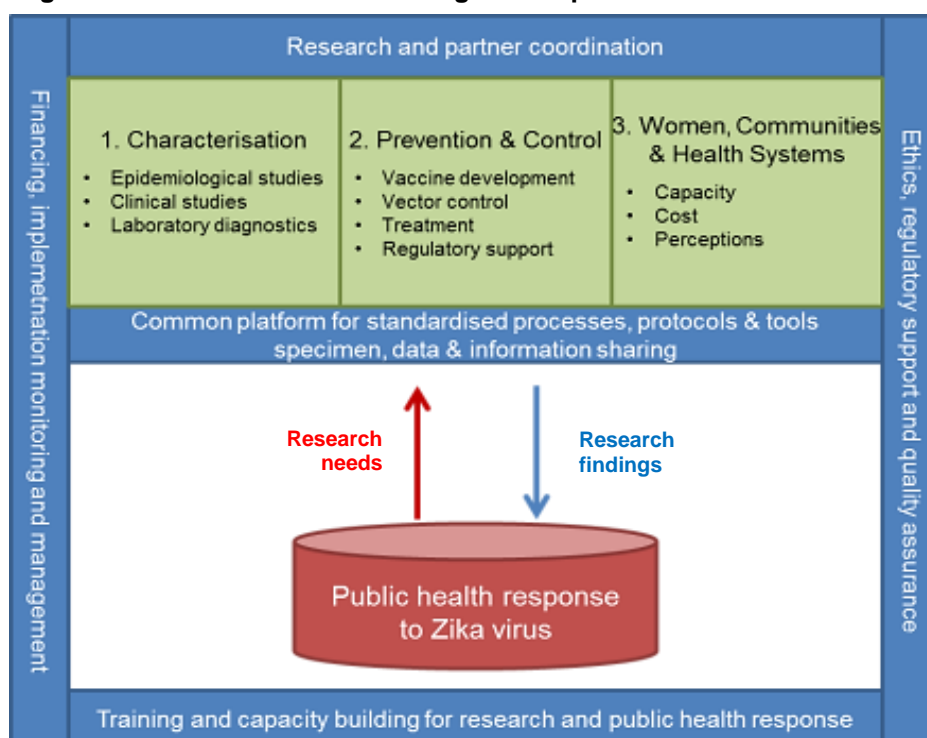 Research and partner coordination
Financing, implemetnation monitoring and management
1. Characterisation
• Epidemiological studies
• Clinical studies
• Laboratory diagnostics
2. Prevention & Control
• Vaccine development
• Vector control
• Treatment
• Regulatory support
3. Women, Communities
& Health Systems
• Capacity
• Cost
• Perceptions
Ethics, regulatory support and quality assurance
Common platform for standardised processes, protocols & tools
specimen, data & information sharing
Research
needs
Research
findings
Public health response
to Zika virus
Training and capacity building for research and public health response